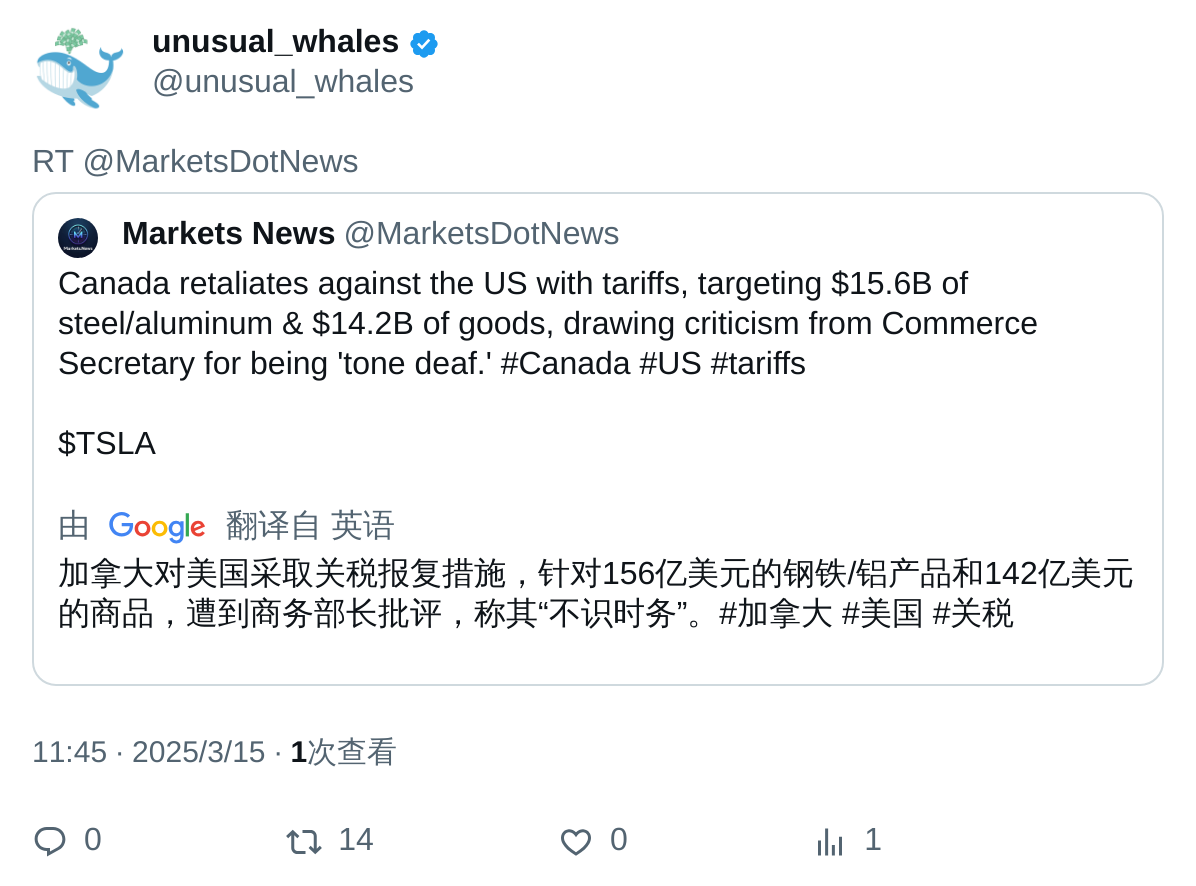 unusual_whales
@unusual_whales
RT @MarketsDotNews
Markets News @MarketsDotNews
Canada retaliates against the US with tariffs, targeting $15.6B of
steel/aluminum & $14.2B of goods, drawing criticism from Commerce
Secretary for being 'tone deaf.' #Canada #US #tariffs
$TSLA
由 Google 翻译自 英语
加拿大对美国采取关税报复措施，针对156亿美元的钢铁/铝产品和142亿美元
的商品，遭到商务部长批评，称其“不识时务”。#加拿大 #美国 #关税
11:45 · 2025/3/15 · 1次查看
0 14 0 1